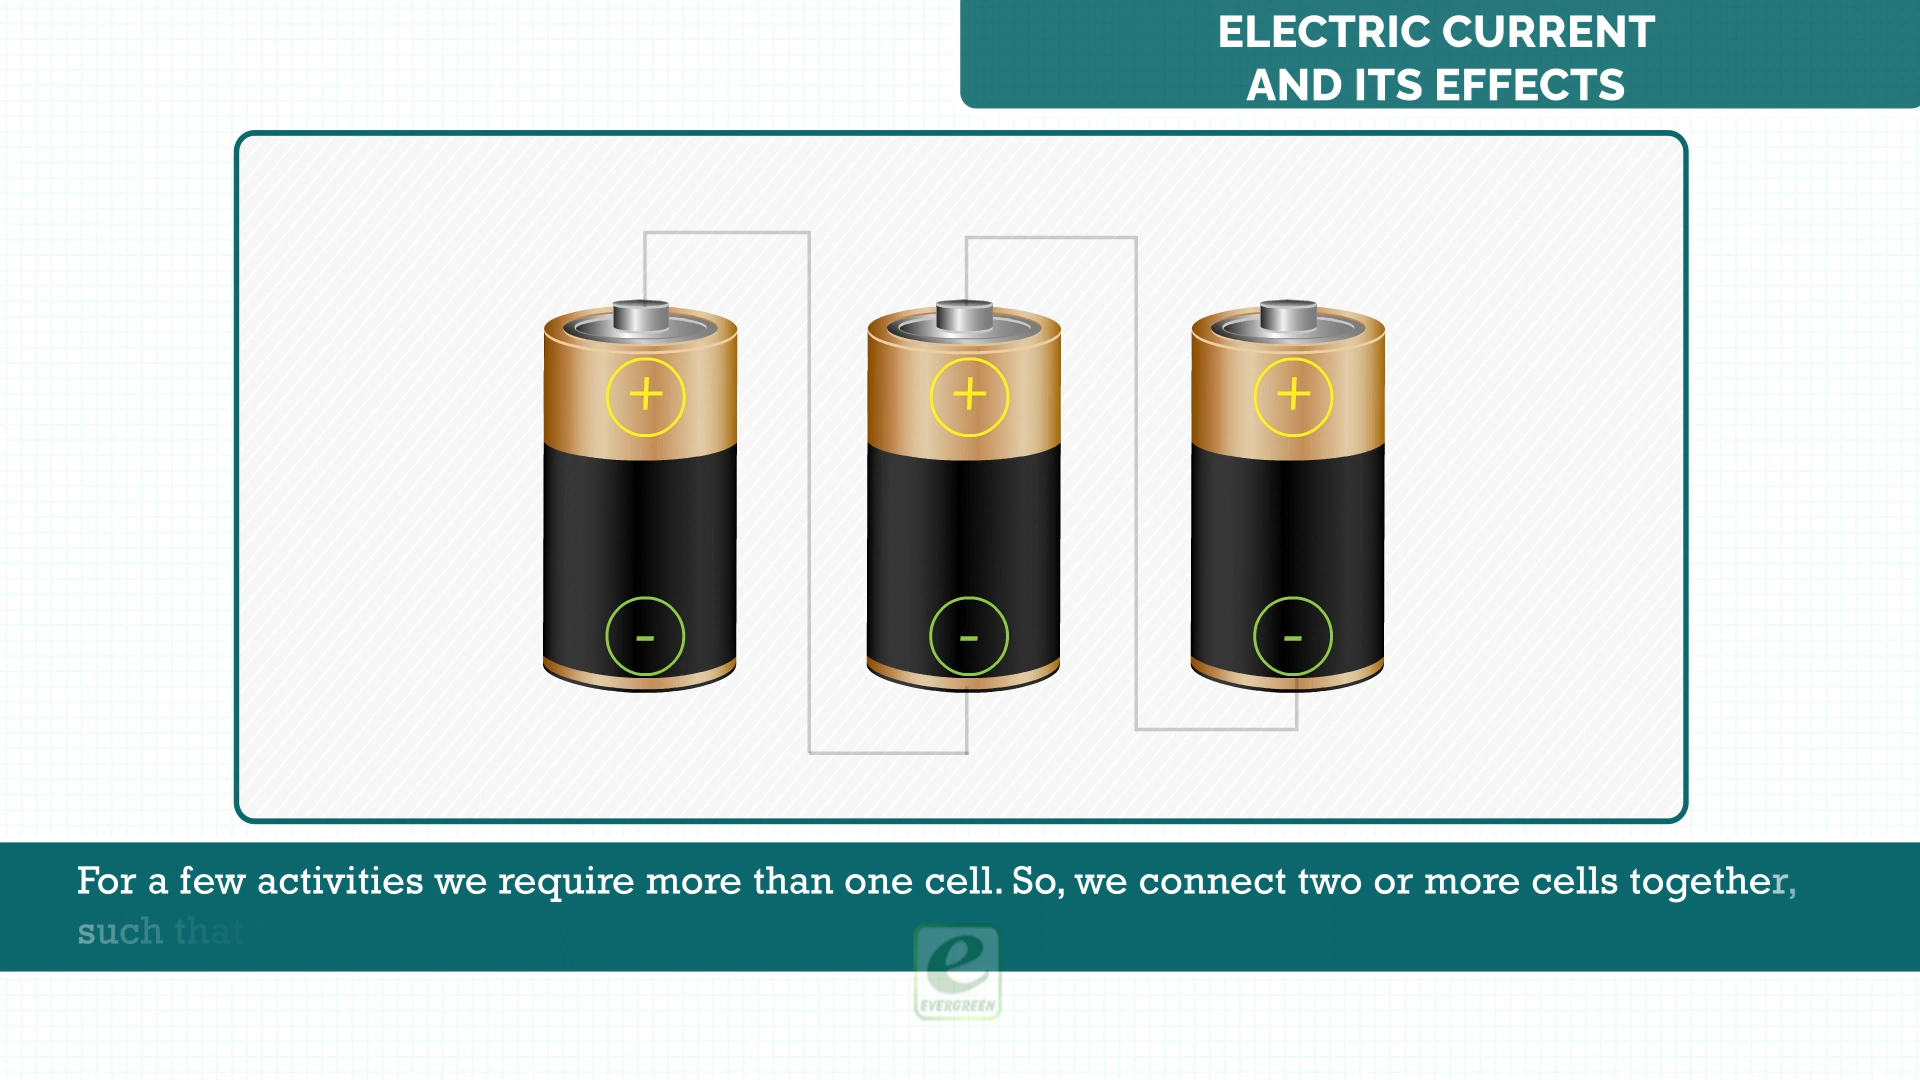 ELECTRIC CURRENT
AND ITS EFFECTS
+ + +
- - -
For a few activities we require more than one cell. So, we connect two or more cells together,
such that
e
EVERGREEN